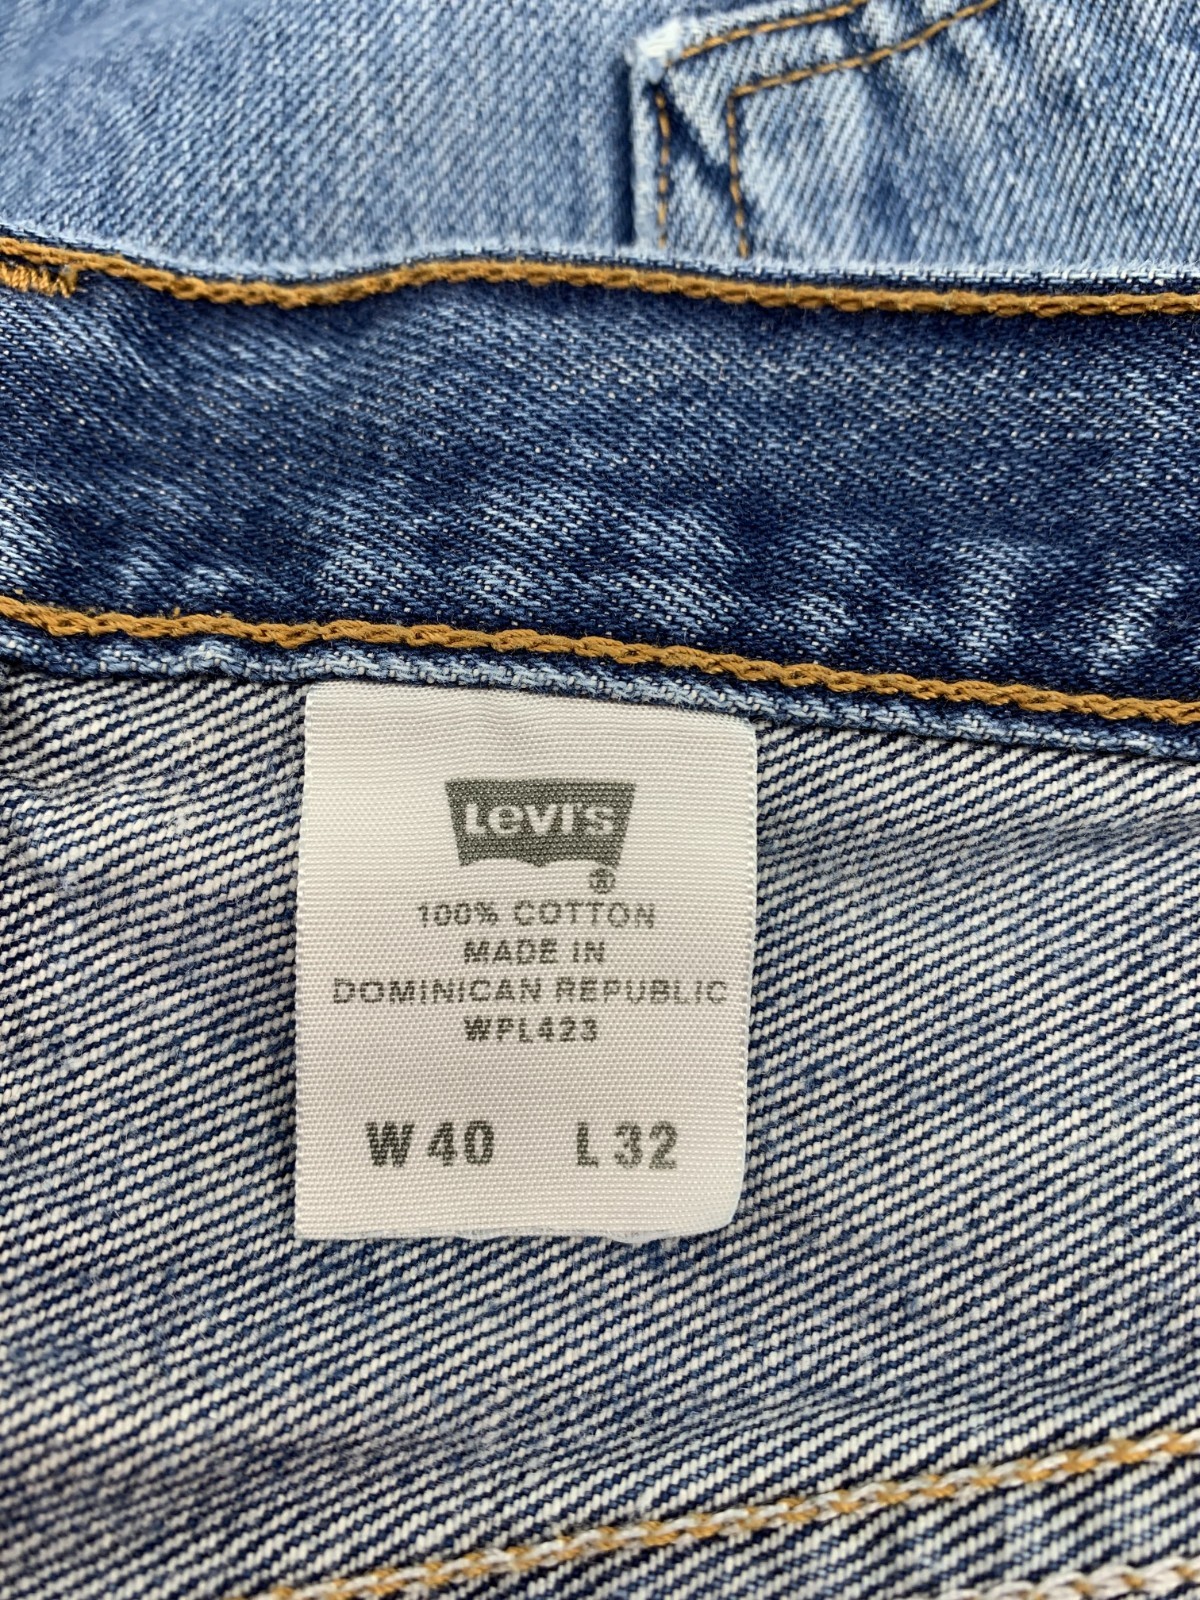 Levi's
®
100% COTTON
MADE IN
DOMINICAN REPUBLIC
WPL423
W 40 L 32